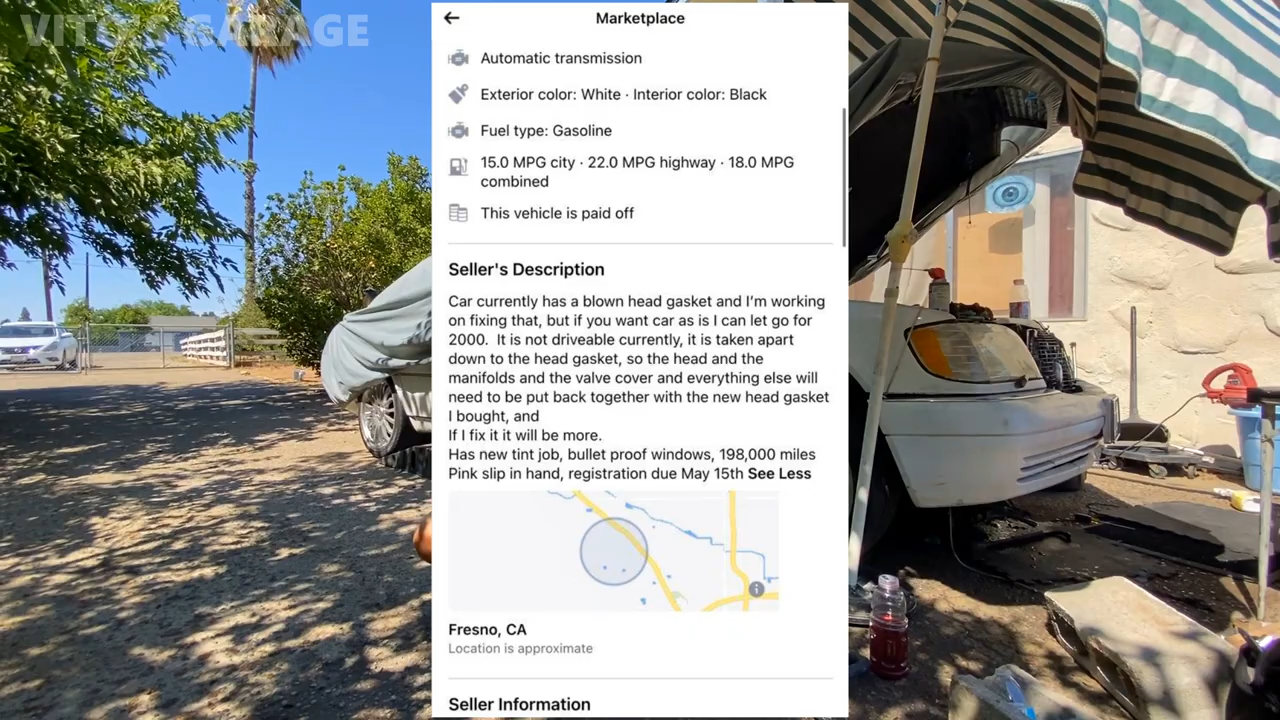 VITO'S GARAGE
Marketplace
Automatic transmission
Exterior color: White · Interior color: Black
Fuel type: Gasoline
15.0 MPG city · 22.0 MPG highway · 18.0 MPG
combined
This vehicle is paid off
Seller's Description
Car currently has a blown head gasket and I'm working
on fixing that, but if you want car as is I can let go for
2000. It is not driveable currently, it is taken apart
down to the head gasket, so the head and the
manifolds and the valve cover and everything else will
need to be put back together with the new head gasket
I bought, and
If I fix it it will be more.
Has new tint job, bullet proof windows, 198,000 miles
Pink slip in hand, registration due May 15th See Less
Fresno, CA
Location is approximate
Seller Information